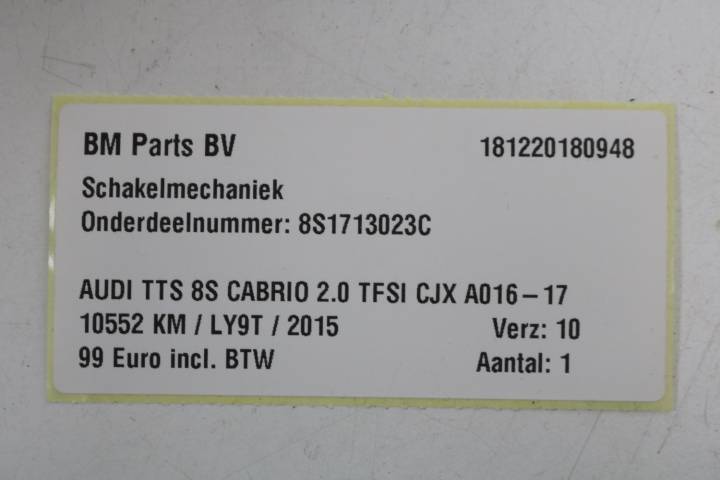 BM Parts BV 181220180948
Schakelmechaniek
Onderdeelnummer: 8S1713023C
AUDI TTS 8S CABRIO 2.0 TFSI CJX A016-17
10552 KM / LY9T / 2015 Verz: 10
99 Euro incl. BTW Aantal: 1